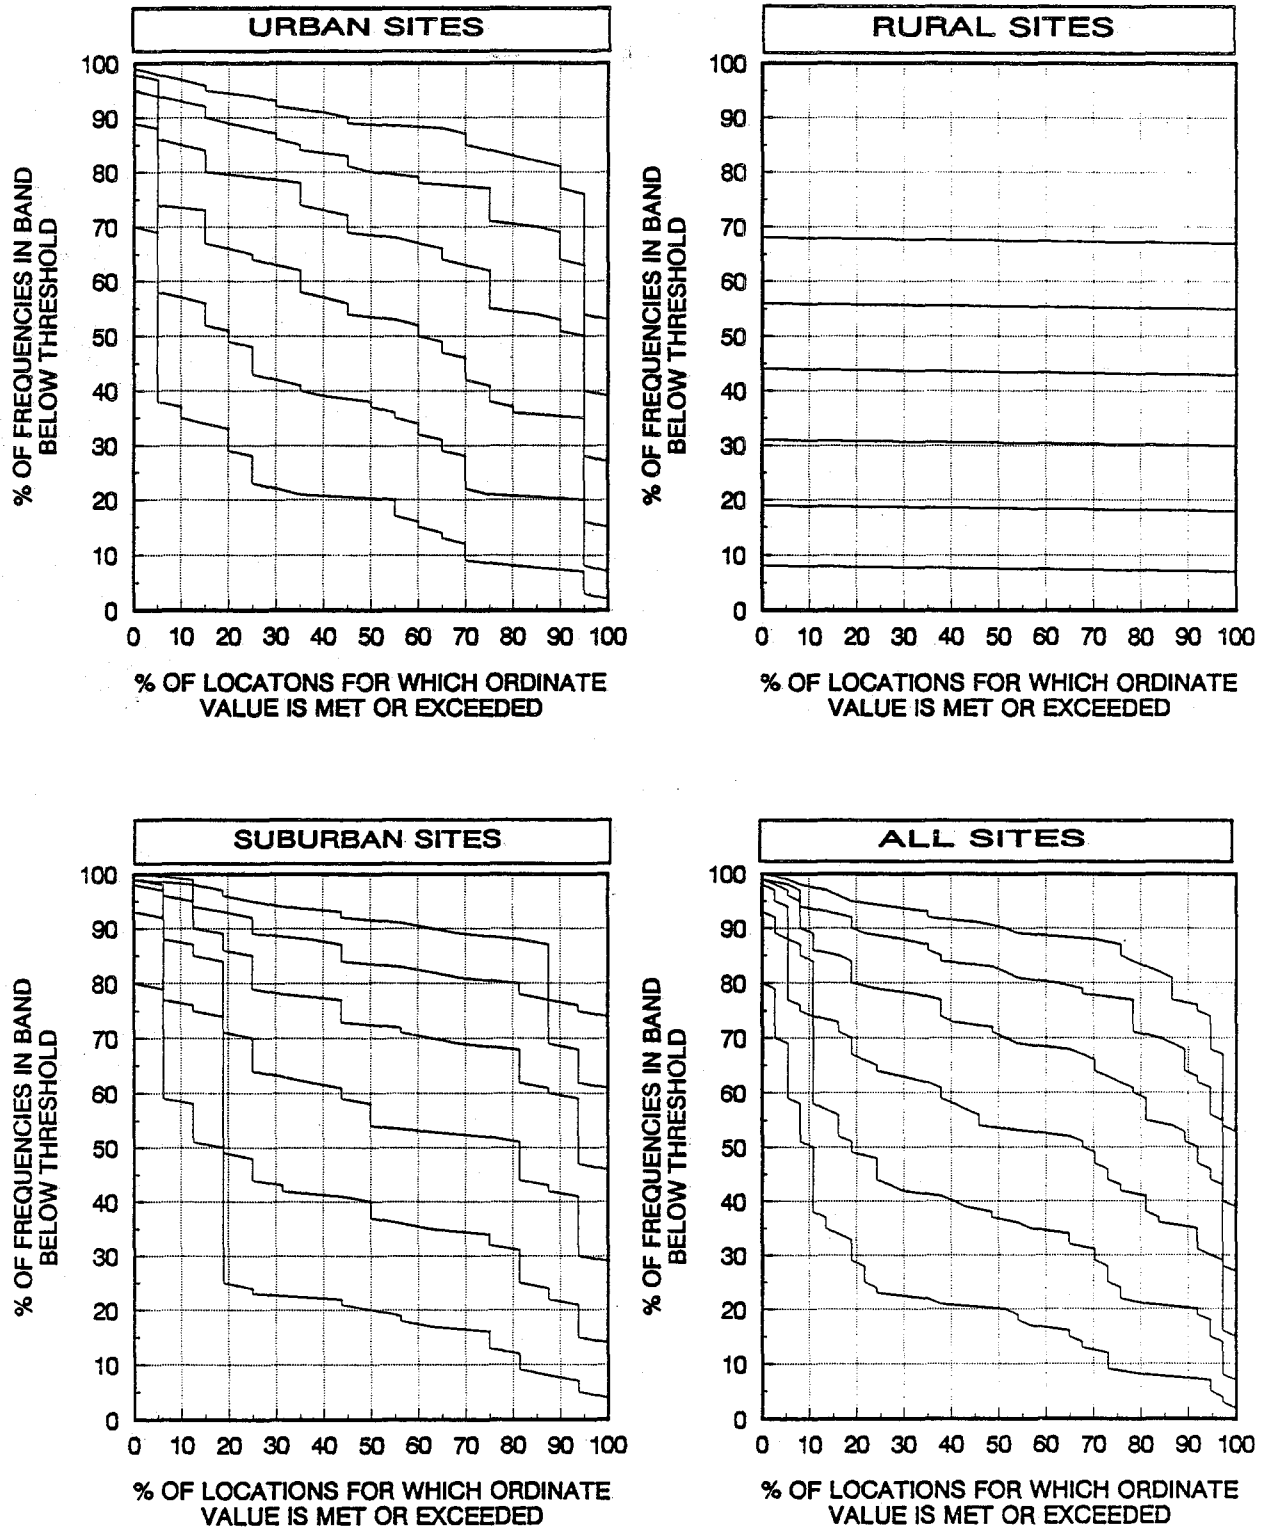 URBAN SITES
% OF FREQUENCIES IN BAND
BELOW THRESHOLD
100
90
80
70
60
50
40
30
20
10
0
0 10 20 30 40 50 60 70 80 90 100
% OF LOCATONS FOR WHICH ORDINATE
VALUE IS MET OR EXCEEDED
RURAL SITES
% OF FREQUENCIES IN BAND
BELOW THRESHOLD
100
90
80
70
60
50
40
30
20
10
0
0 10 20 30 40 50 60 70 80 90 100
% OF LOCATIONS FOR WHICH ORDINATE
VALUE IS MET OR EXCEEDED
SUBURBAN SITES
% OF FREQUENCIES IN BAND
BELOW THRESHOLD
100
90
80
70
60
50
40
30
20
10
0
0 10 20 30 40 50 60 70 80 90 100
% OF LOCATIONS FOR WHICH ORDINATE
VALUE IS MET OR EXCEEDED
ALL SITES
% OF FREQUENCIES IN BAND
BELOW THRESHOLD
100
90
80
70
60
50
40
30
20
10
0
0 10 20 30 40 50 60 70 80 90 100
% OF LOCATIONS FOR WHICH ORDINATE
VALUE IS MET OR EXCEEDED